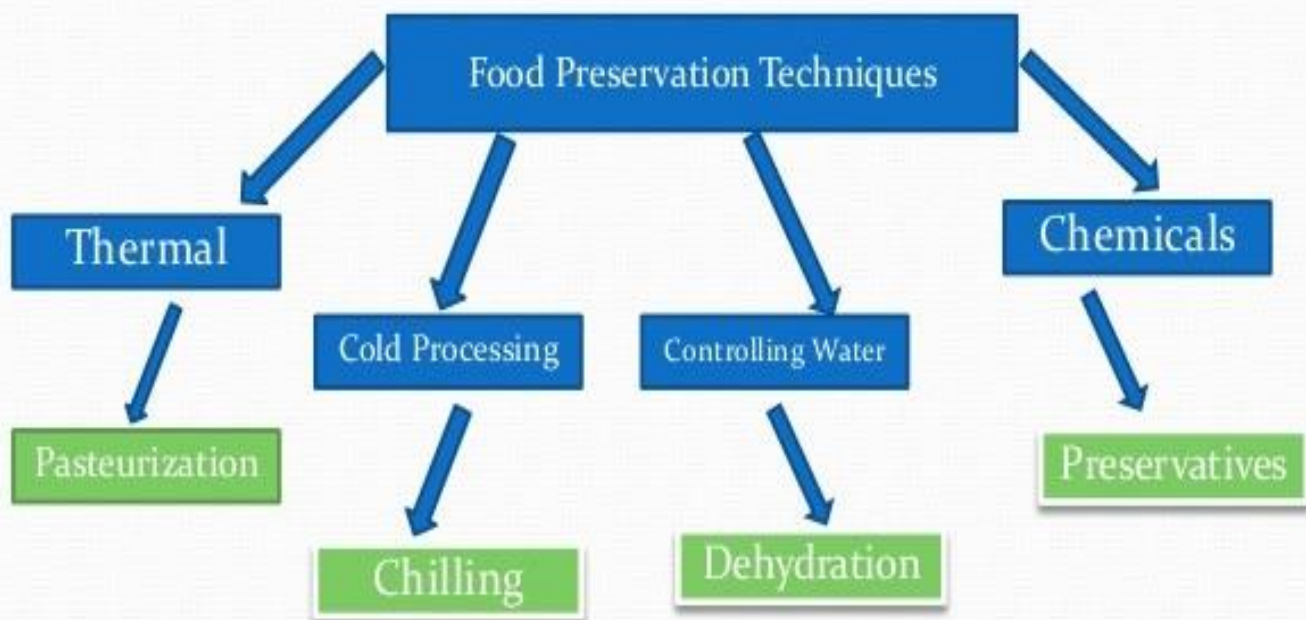 Food Preservation Techniques
Thermal
Chemicals
Cold Processing
Controlling Water
Pasteurization
Preservatives
Chilling
Dehydration